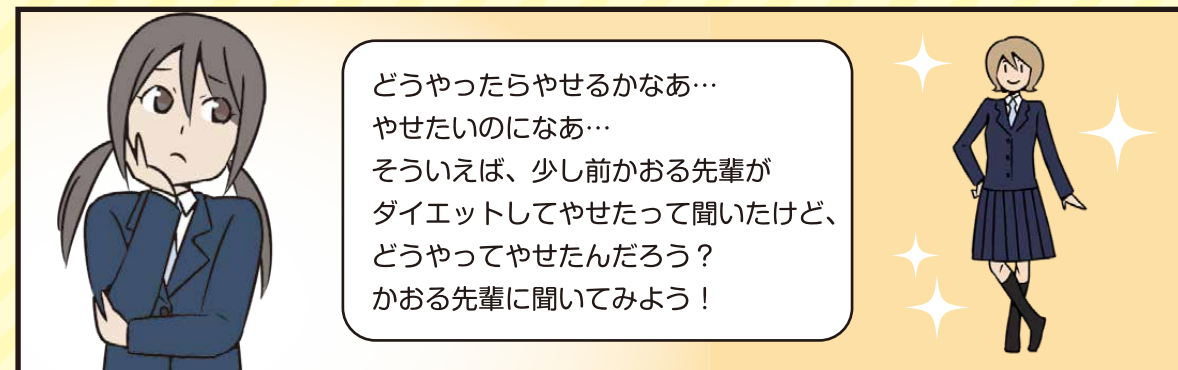 どうやったらやせるかなあ…
やせたいのになあ…
そういえば、少し前かおる先輩が
ダイエットしてやせたって聞いたけど、
どうやってやせたんだろう？
かおる先輩に聞いてみよう！